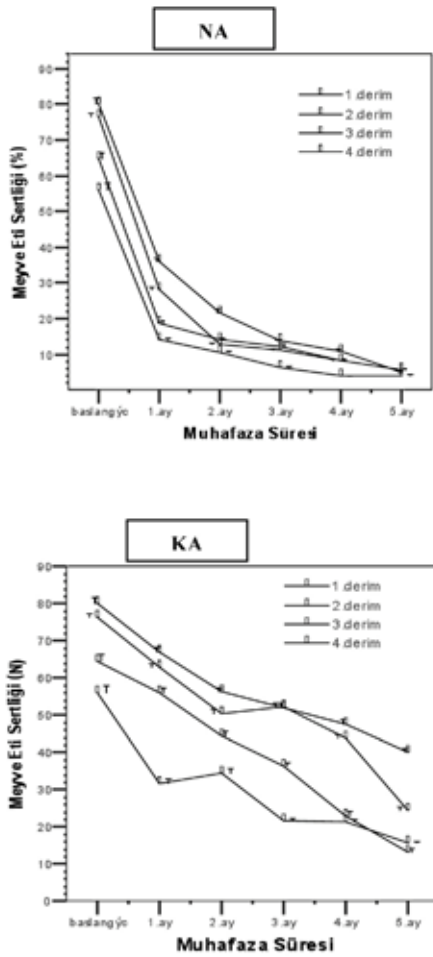 NA
Meyve Eti Sertliği (%)
90
80
70
60
50
40
30
20
10
1.derim
2.derim
3.derim
4.derim
baslangýc 1.ay 2.ay 3.ay 4.ay 5.ay
Muhafaza Süresi
KA
Meyve Eti Sertliği (N)
90
80
70
60
50
40
30
20
10
0
1.derim
2.derim
3.derim
4.derim
baslangýc 1.ay 2.ay 3.ay 4.ay 5.ay
Muhafaza Süresi